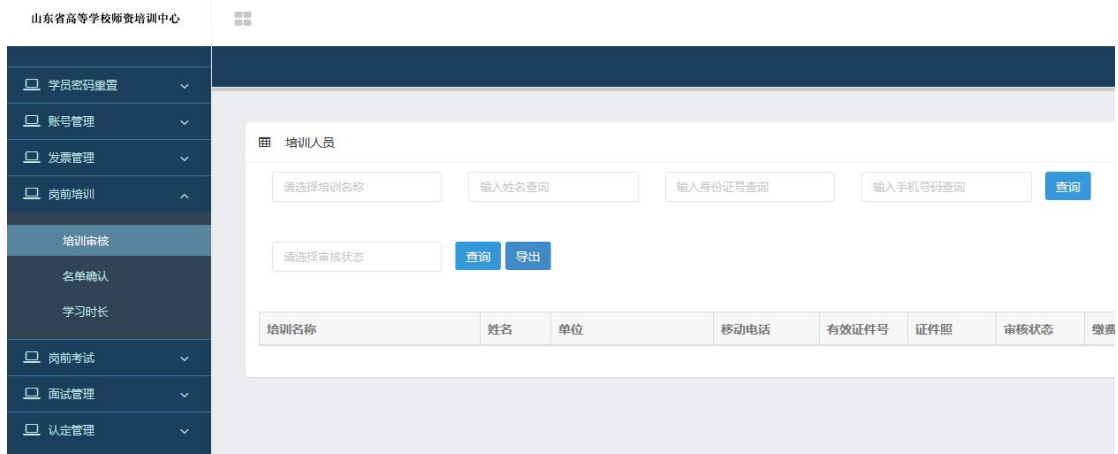 山东省高等学校师资培训中心
学员密码重置
账号管理
发票管理
岗前培训
培训审核
名单确认
学习时长
岗前考试
面试管理
认定管理
培训人员
请选择培训名称 输入姓名查询 输入身份证号查询 输入手机号码查询 查询
请选择审核状态 查询 导出
培训名称 姓名 单位 移动电话 有效证件号 证件照 审核状态 缴费